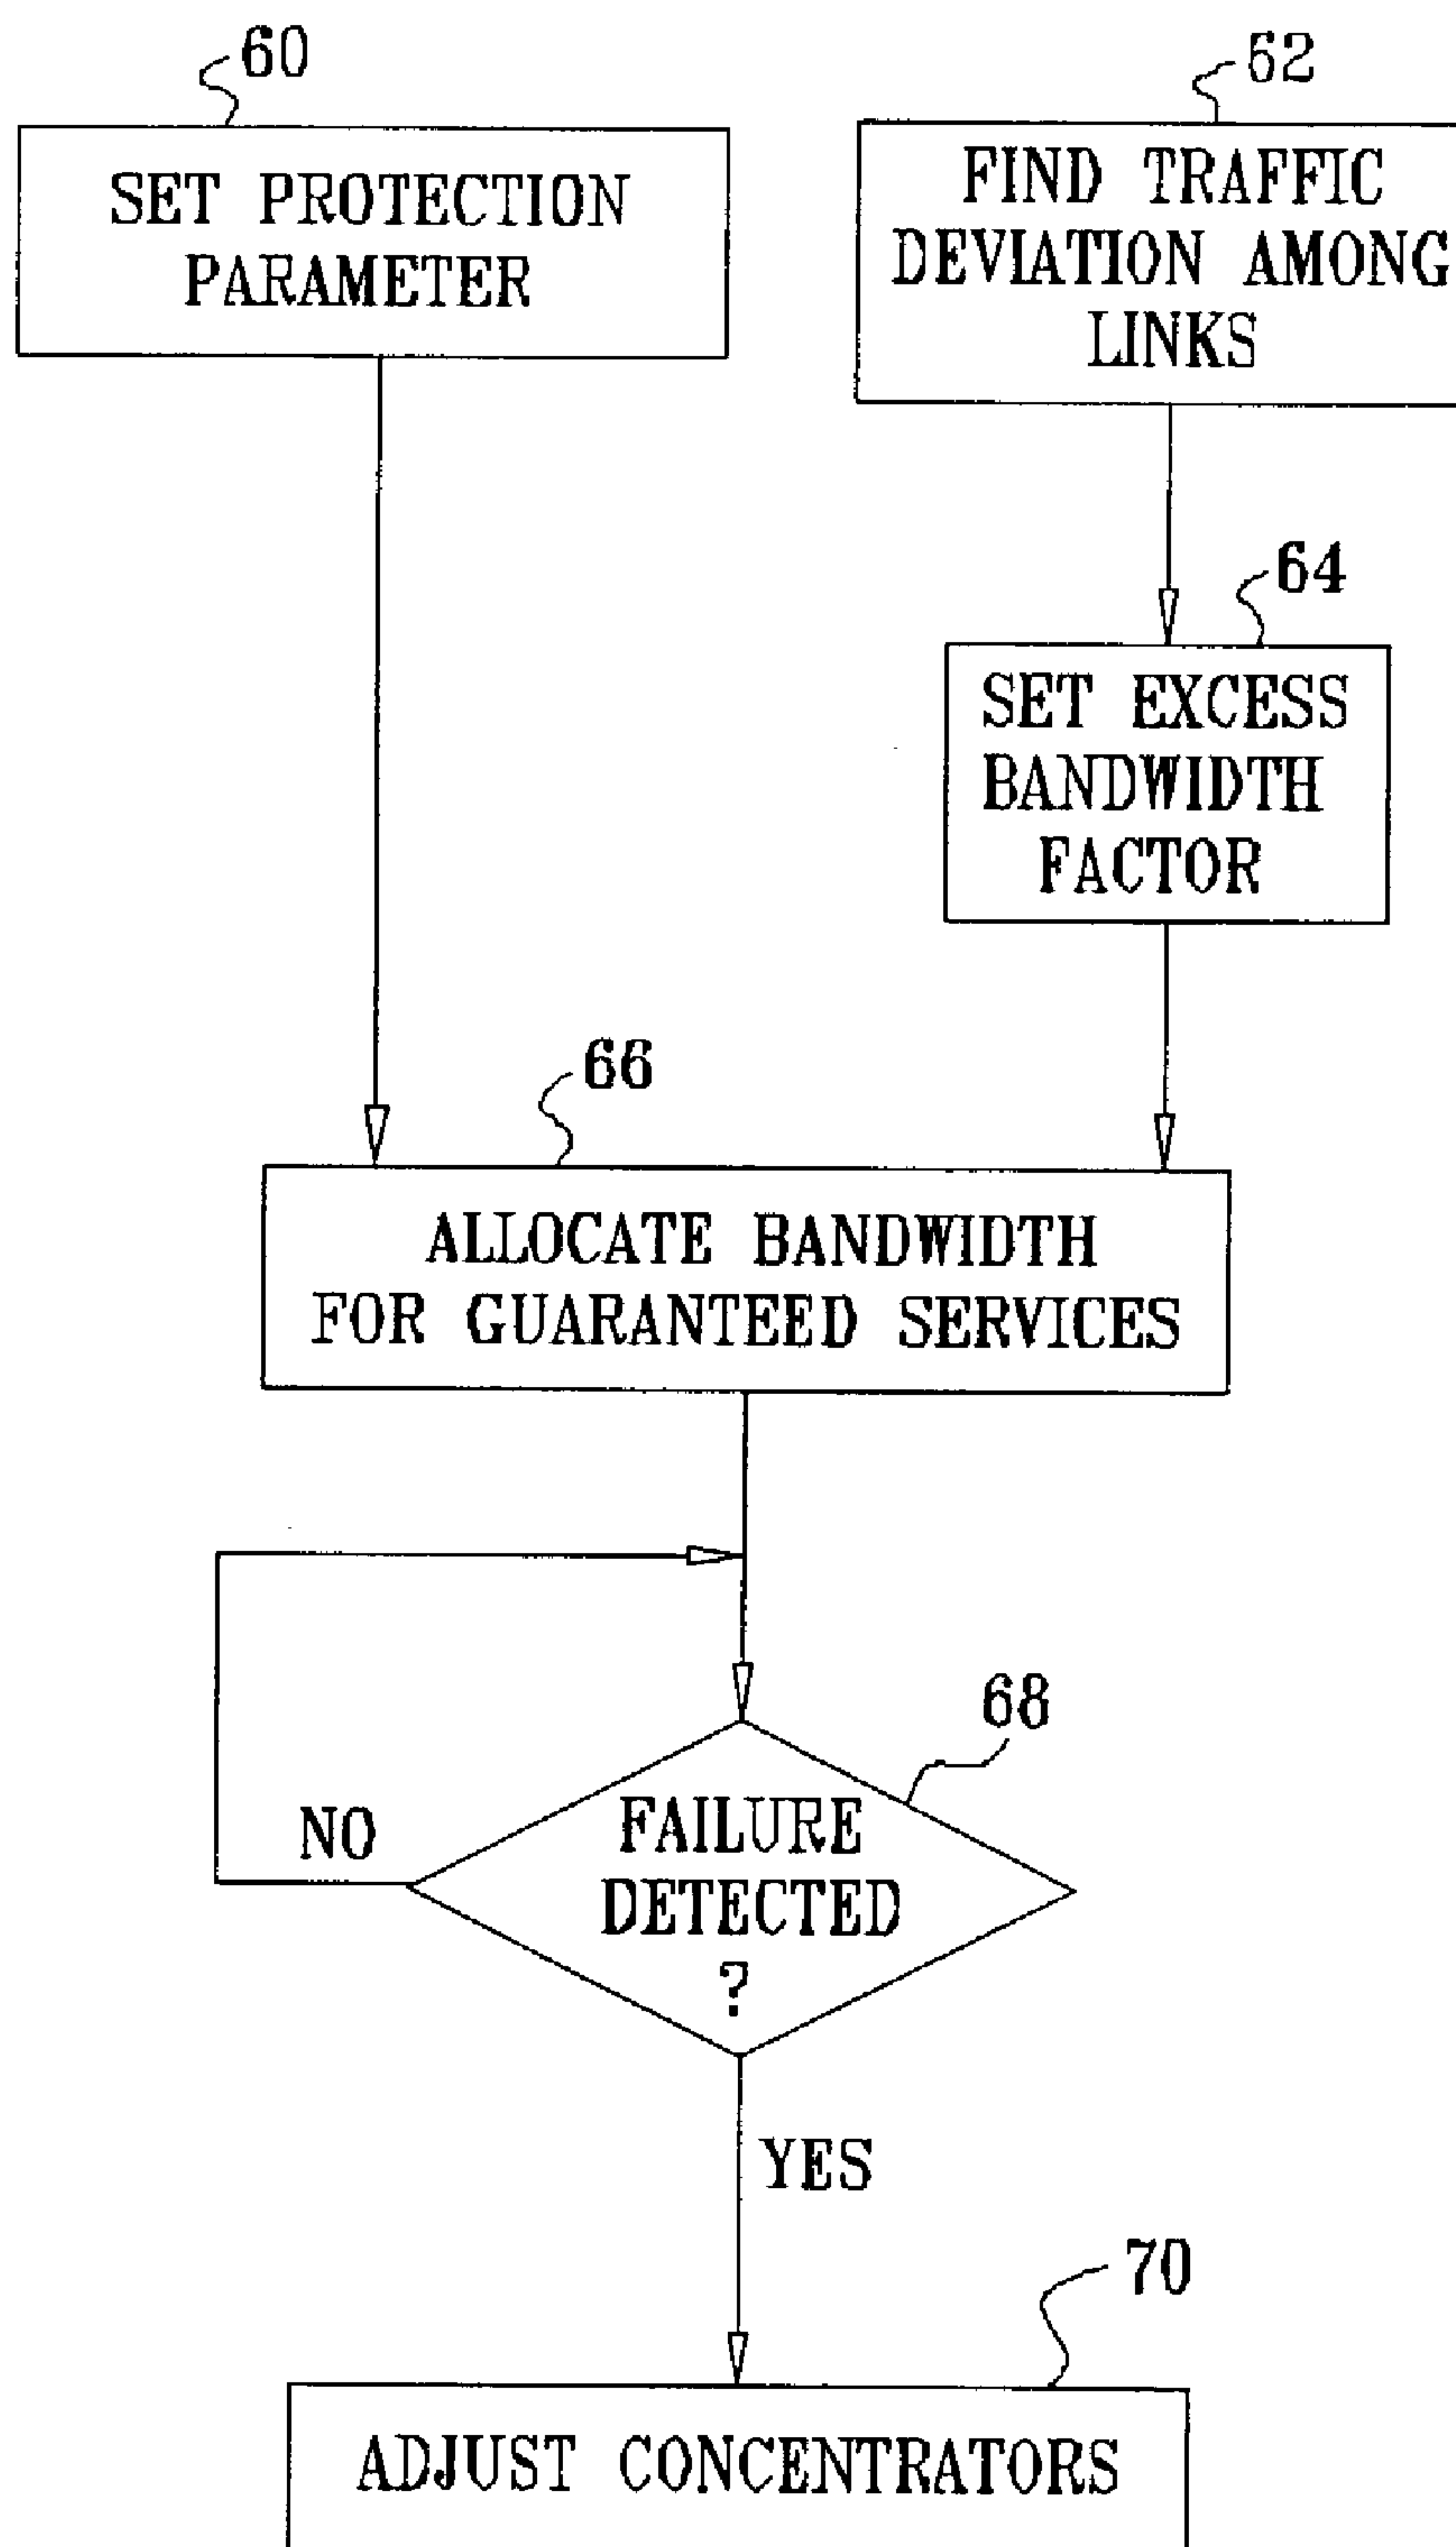 60
SET PROTECTION
PARAMETER
62
FIND TRAFFIC
DEVIATION AMONG
LINKS
64
SET EXCESS
BANDWIDTH
FACTOR
66
ALLOCATE BANDWIDTH
FOR GUARANTEED SERVICES
68
FAILURE
DETECTED
?
NO
YES
70
ADJUST CONCENTRATORS